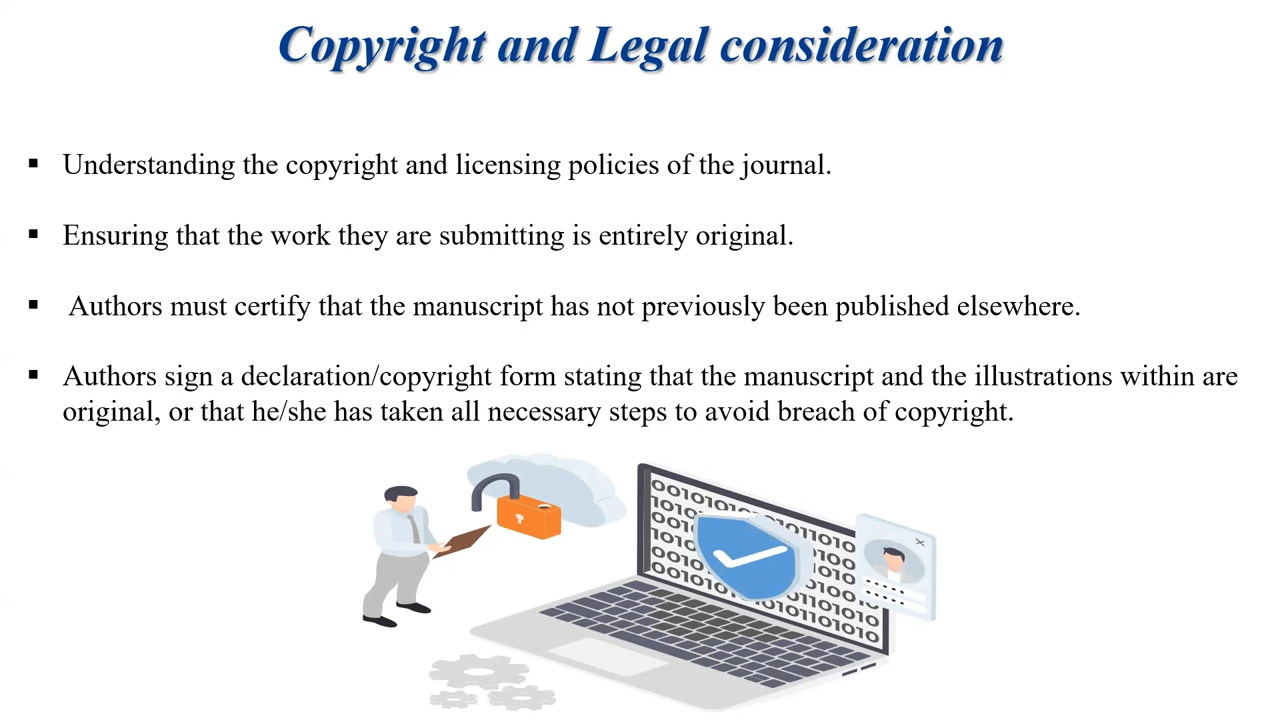 Copyright and Legal consideration
▪ Understanding the copyright and licensing policies of the journal.
▪ Ensuring that the work they are submitting is entirely original.
▪ Authors must certify that the manuscript has not previously been published elsewhere.
▪ Authors sign a declaration/copyright form stating that the manuscript and the illustrations within are
original, or that he/she has taken all necessary steps to avoid breach of copyright.